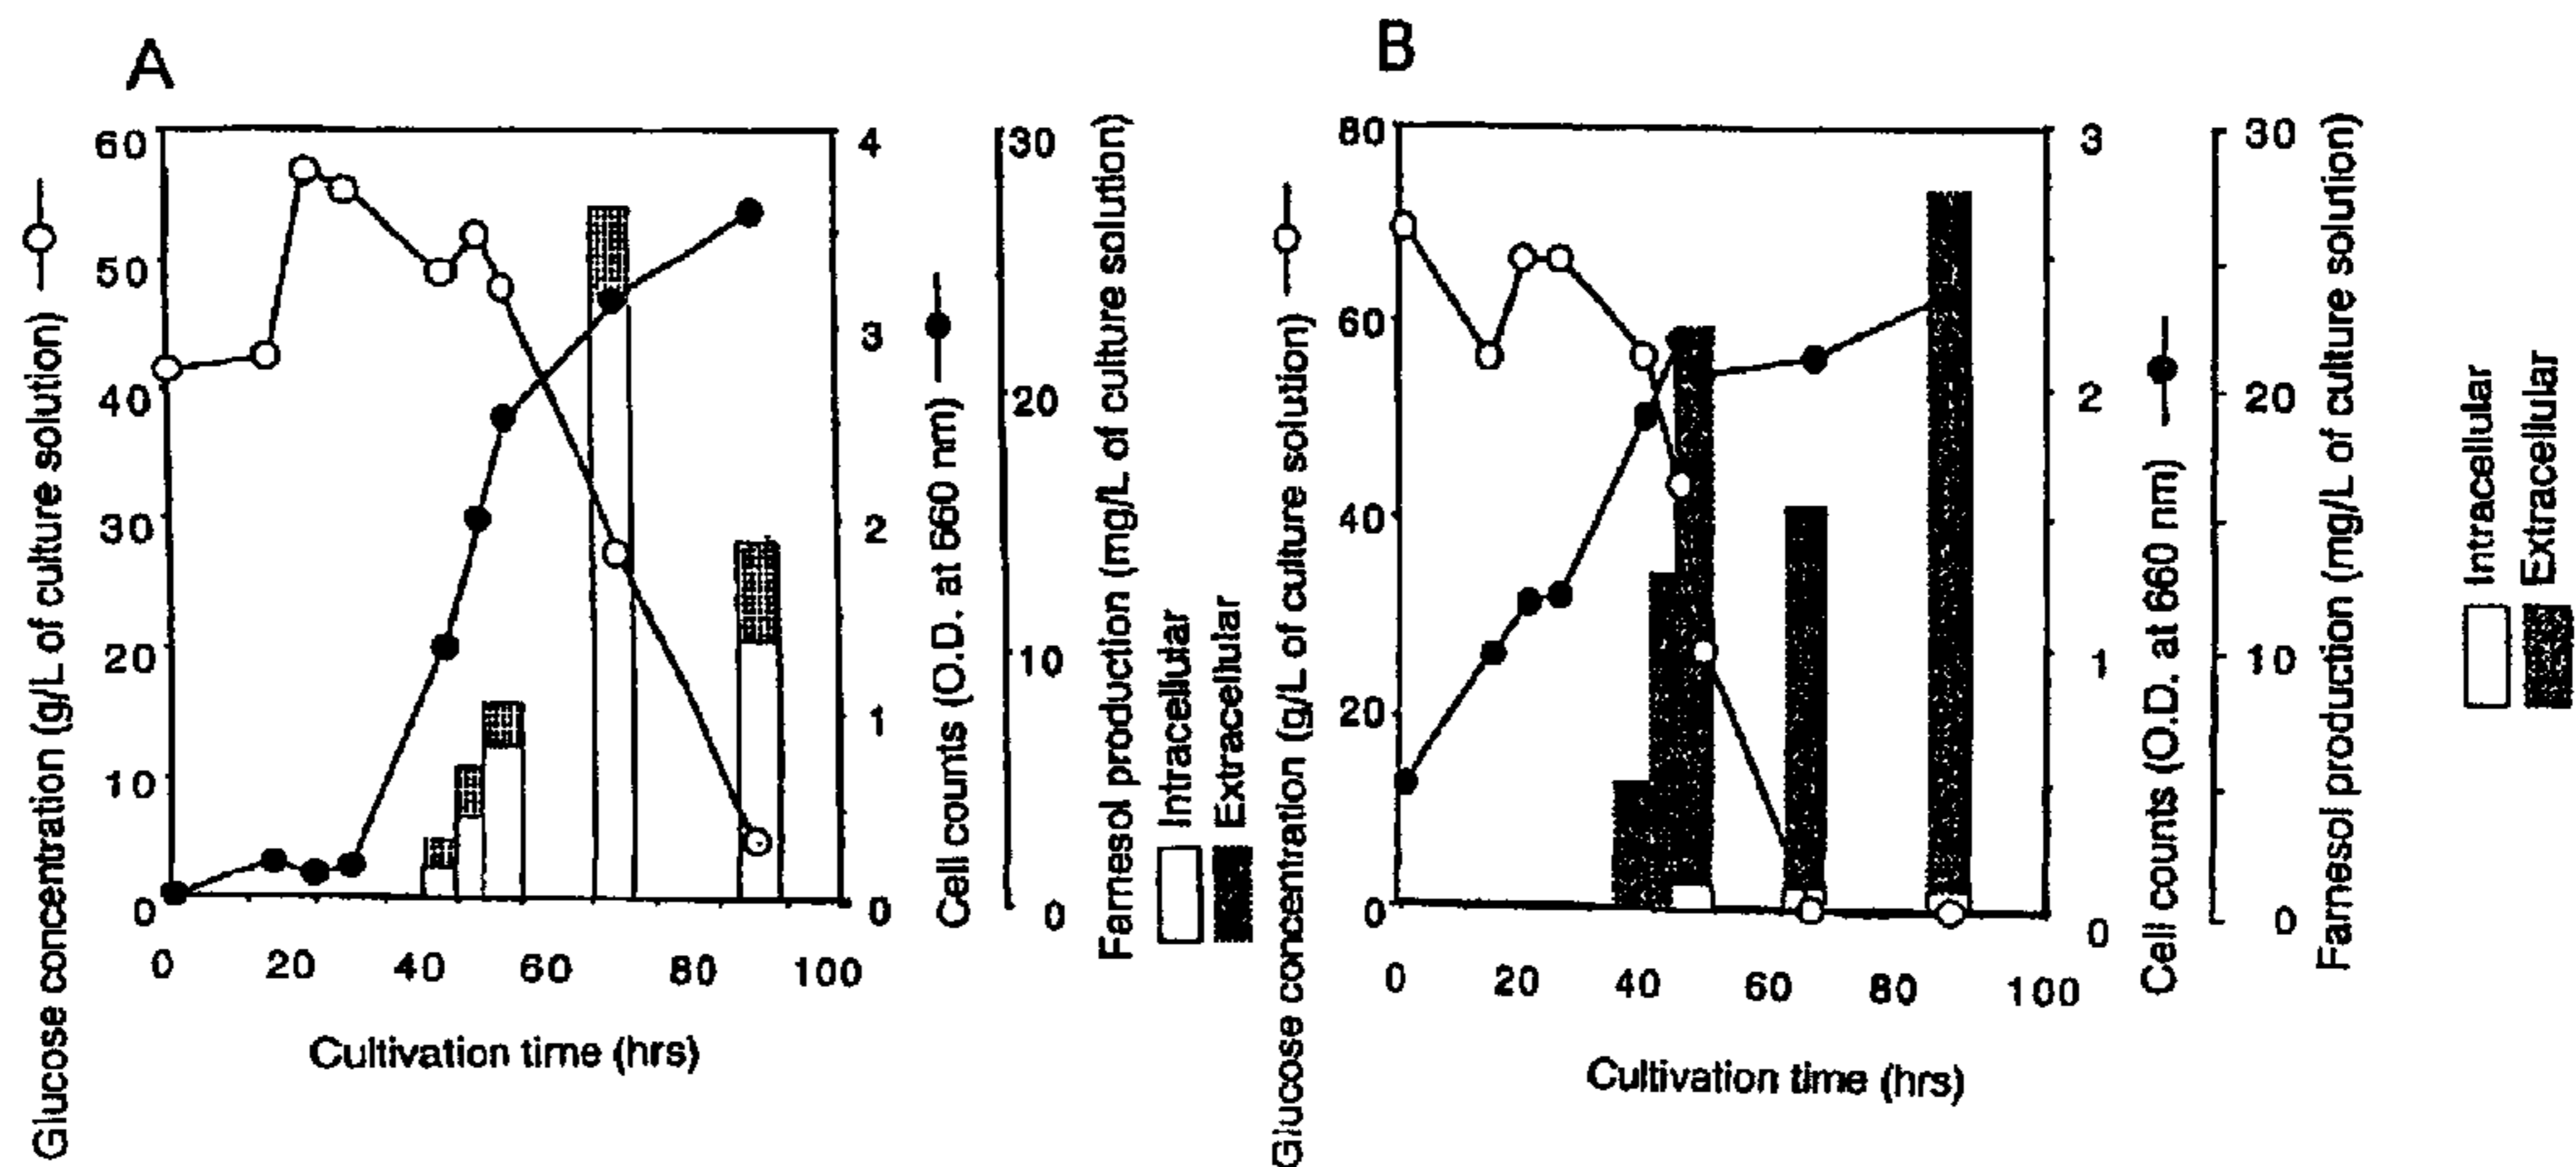 A
Glucose concentration (g/L of culture solution)
60
50
40
30
20
10
0
0 20 40 60 80 100
Cultivation time (hrs)
4
3
2
1
0
Cell counts (O.D. at 660 nm)
30
20
10
0
Farnesol production (mg/L of culture solution)
Intracellular
Extracellular
B
Glucose concentration (g/L of culture solution)
80
60
40
20
0
0 20 40 60 80 100
Cultivation time (hrs)
3
2
1
0
Cell counts (O.D. at 660 nm)
30
20
10
0
Farnesol production (mg/L of culture solution)
Intracellular
Extracellular